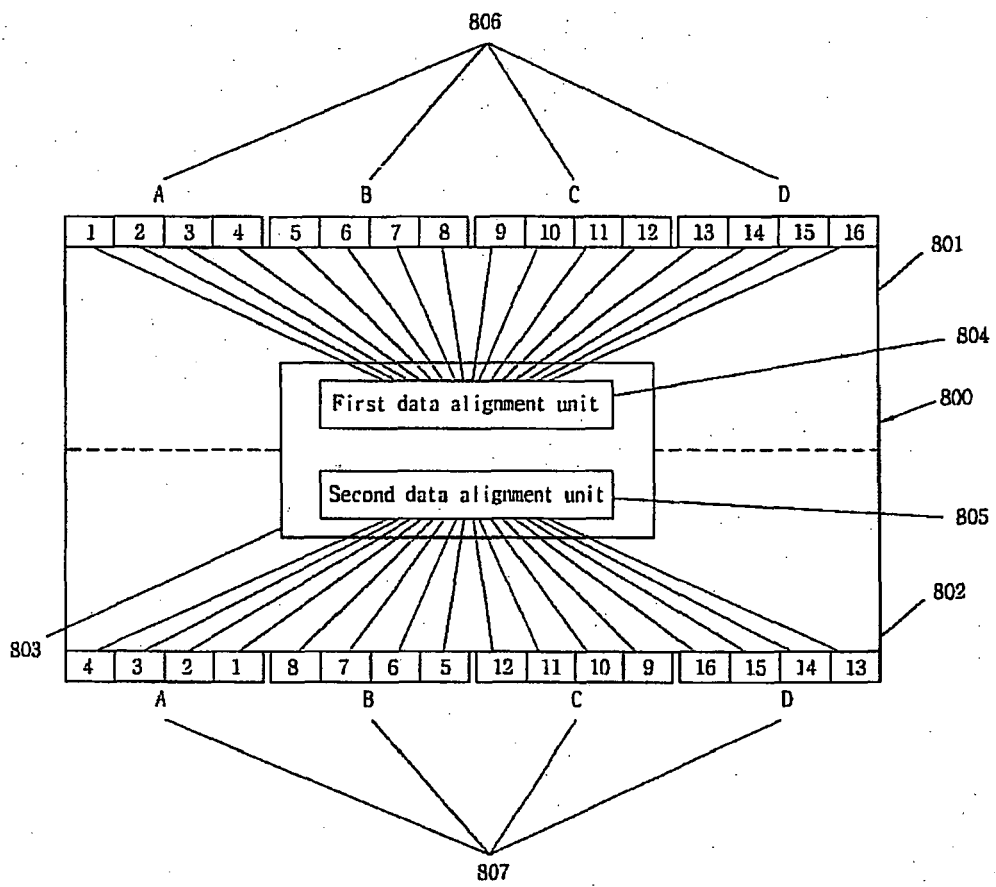 806
A B C D
1 2 3 4 5 6 7 8 9 10 11 12 13 14 15 16
801
804
First data alignment unit
800
Second data alignment unit
805
802
803
4 3 2 1 8 7 6 5 12 11 10 9 16 15 14 13
A B C D
807